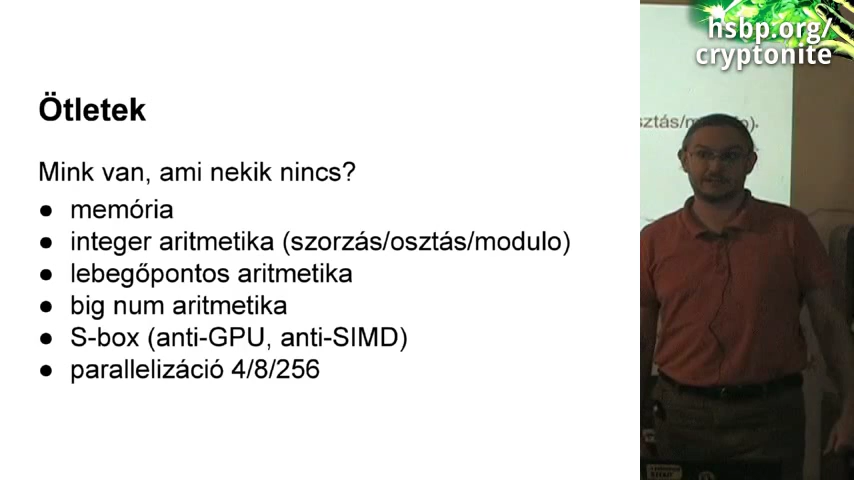 Ötletek
Mink van, ami nekik nincs?
● memória
● integer aritmetika (szorzás/osztás/modulo)
● lebegőpontos aritmetika
● big num aritmetika
● S-box (anti-GPU, anti-SIMD)
● parallelizáció 4/8/256
hsbp.org/
cryptonite